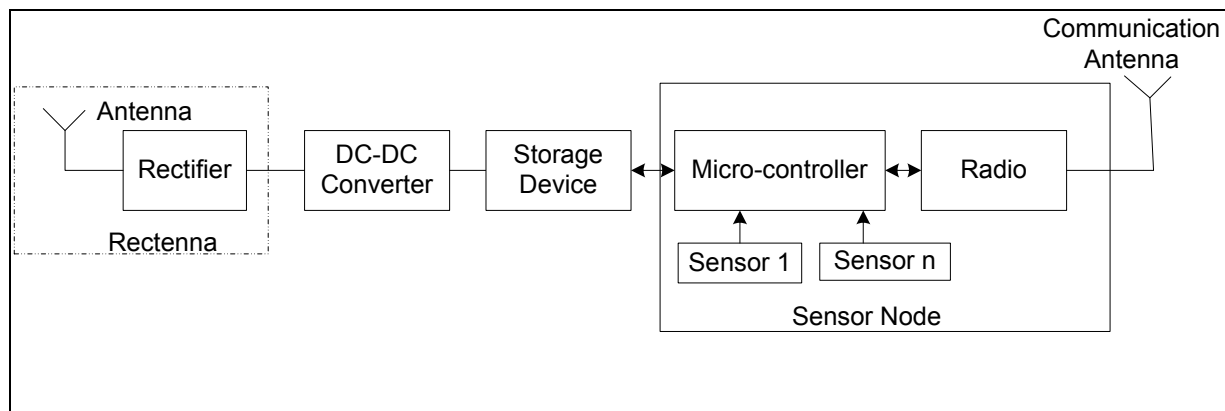 Communication
Antenna
Antenna
Rectifier
Rectenna
DC-DC
Converter
Storage
Device
Micro-controller
Radio
Sensor 1
Sensor n
Sensor Node